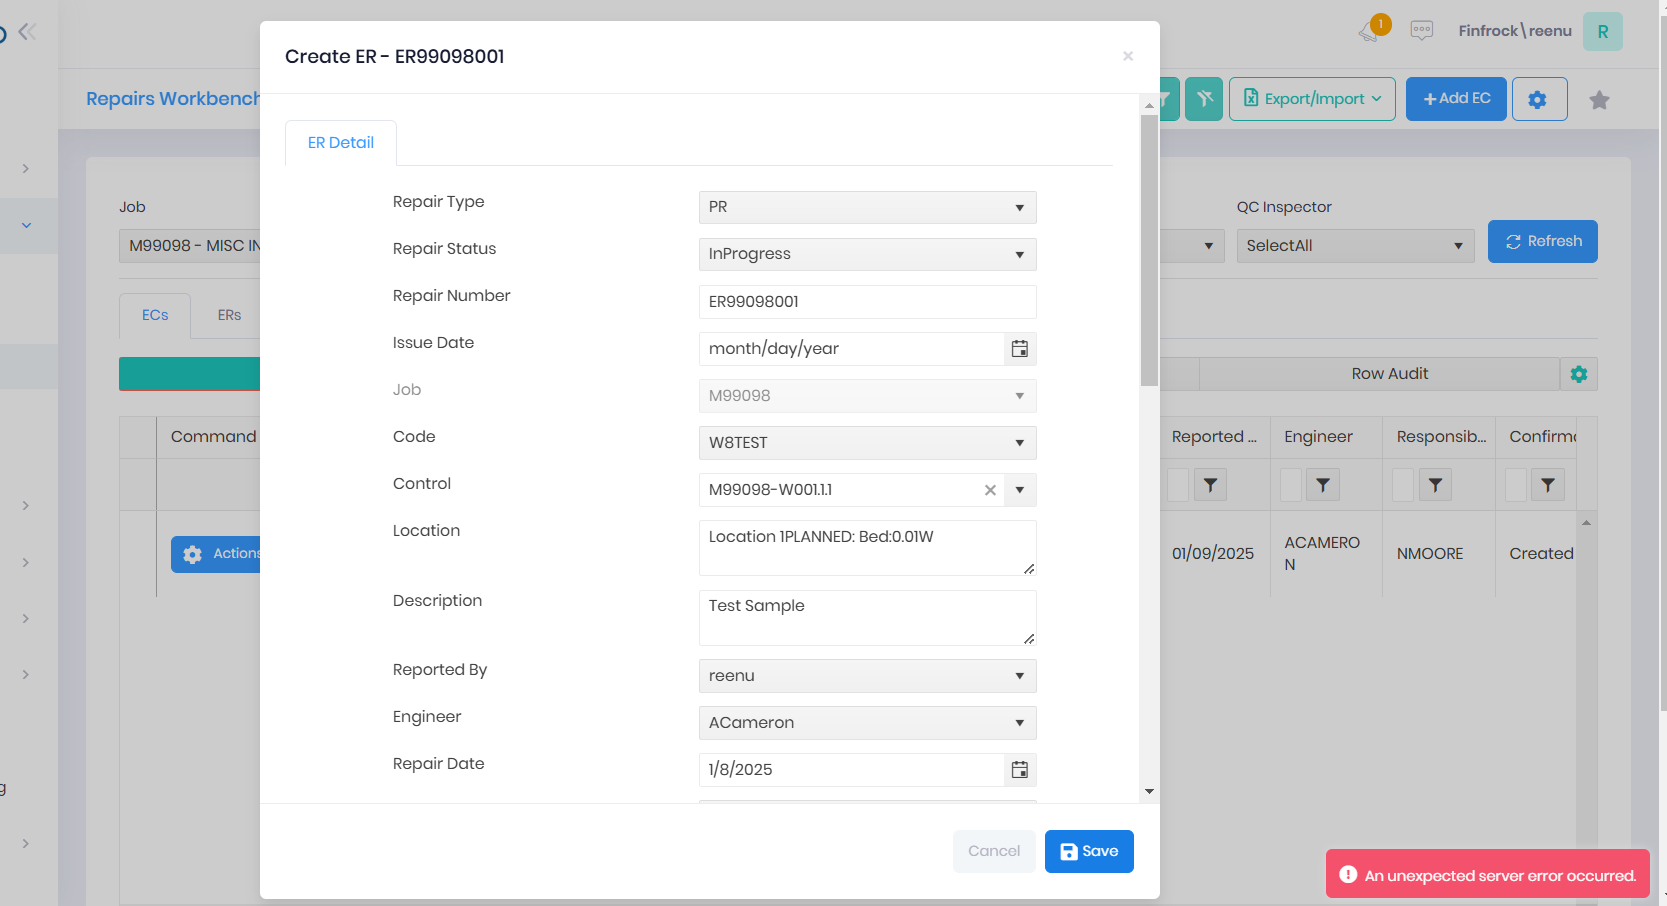 Create ER - ER99098001
×
1
Finfrock\reenu
R
Repairs Workbench
Export/Import
+Add EC
ER Detail
Job
M99098 - MISC IN
QC Inspector
SelectAll
Refresh
ECs
ERs
Row Audit
Command
Reported ...
Engineer
Responsib...
Actions
01/09/2025
ACAMERO
N
NMOORE
Created
Repair Type
PR
Repair Status
InProgress
Repair Number
ER99098001
Issue Date
month/day/year
Job
M99098
Code
W8TEST
Control
M99098-W001.1.1
Location
Location 1PLANNED: Bed:0.01W
Description
Test Sample
Reported By
reenu
Engineer
ACameron
Repair Date
1/8/2025
Cancel
Save
An unexpected server error occurred.